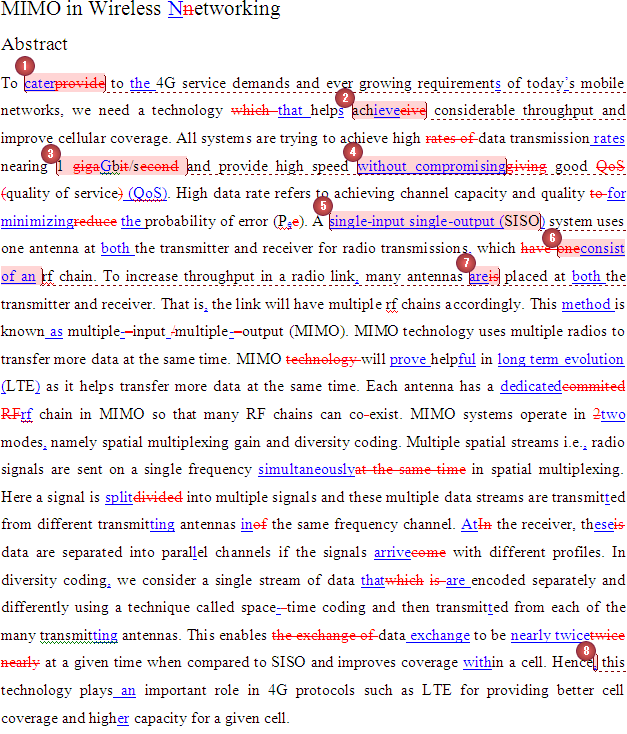 MIMO in Wireless Nnetworking
Abstract
1
To caterprovide to the 4G service demands and ever growing requirements of today's mobile
2
networks, we need a technology which that helps achieveeive considerable throughput and
improve cellular coverage. All systems are trying to achieve high rates of data transmission rates
3 4
nearing 1 gigaGbit/second and provide high speed without compromisinggiving good QoS
(quality of service) (QoS). High data rate refers to achieving channel capacity and quality to for
5
minimizingreduce the probability of error (Pae). A single-input single-output (SISO) system uses
6
one antenna at both the transmitter and receiver for radio transmissions, which have oneconsist
7
of an rf chain. To increase throughput in a radio link, many antennas areis placed at both the
transmitter and receiver. That is, the link will have multiple rf chains accordingly. This method is
known as multiple--input /multiple--output (MIMO). MIMO technology uses multiple radios to
transfer more data at the same time. MIMO technology will prove helpful in long term evolution
(LTE) as it helps transfer more data at the same time. Each antenna has a dedicatedcommited
RFrf chain in MIMO so that many RF chains can co-exist. MIMO systems operate in 2two
modes, namely spatial multiplexing gain and diversity coding. Multiple spatial streams i.e., radio
signals are sent on a single frequency simultaneouslyat the same time in spatial multiplexing.
Here a signal is splitdivided into multiple signals and these multiple data streams are transmitted
from different transmitting antennas inof the same frequency channel. AtIn the receiver, theseis
data are separated into parallel channels if the signals arrivecome with different profiles. In
diversity coding, we consider a single stream of data thatwhich is are encoded separately and
differently using a technique called space--time coding and then transmitted from each of the
many transmitting antennas. This enables the exchange of data exchange to be nearly twicetwice
8
nearly at a given time when compared to SISO and improves coverage within a cell. Hence, this
technology plays an important role in 4G protocols such as LTE for providing better cell
coverage and higher capacity for a given cell.